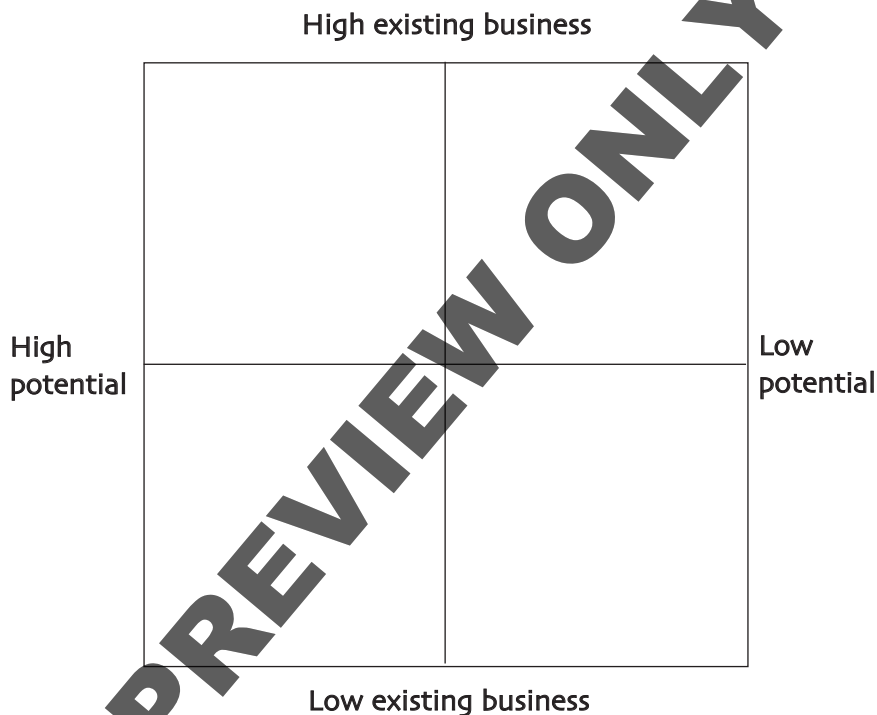 High existing business
High
potential
Low
potential
Low existing business
PREVIEW ONLY